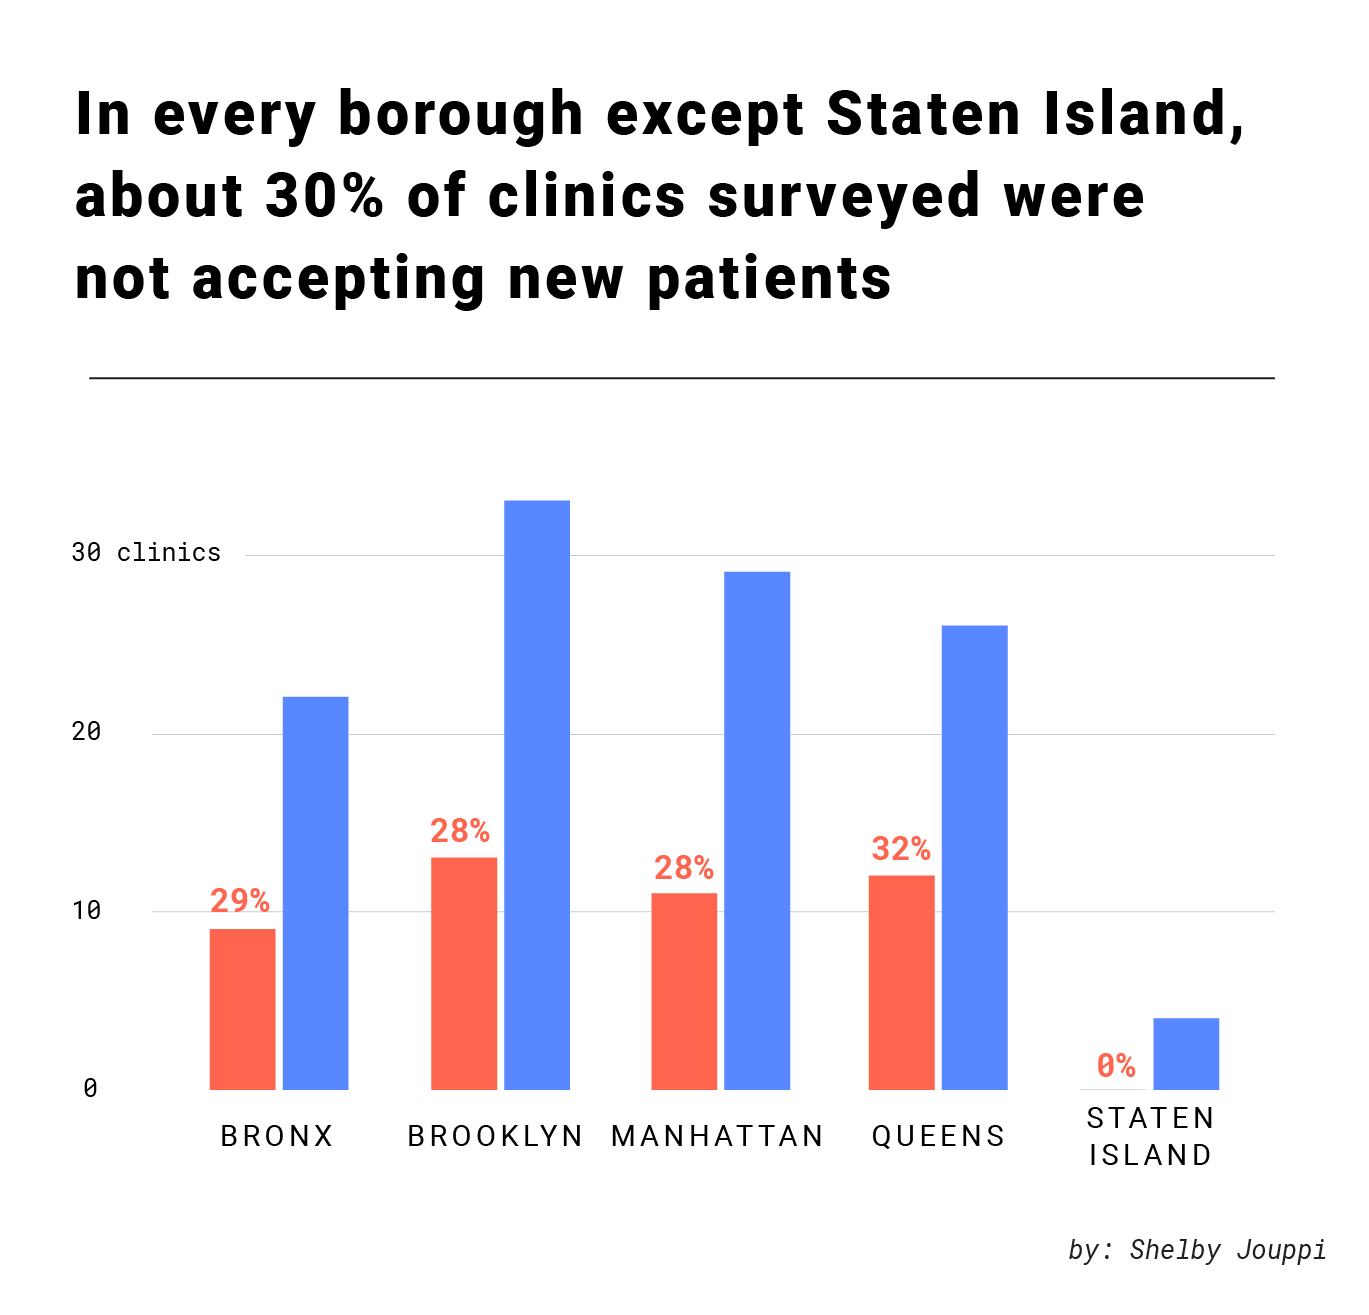 In every borough except Staten Island,
about 30% of clinics surveyed were
not accepting new patients
30 clinics
20
10
0
29%
28%
28%
32%
0%
BRONX
BROOKLYN
MANHATTAN
QUEENS
STATEN
ISLAND
by: Shelby Jouppi